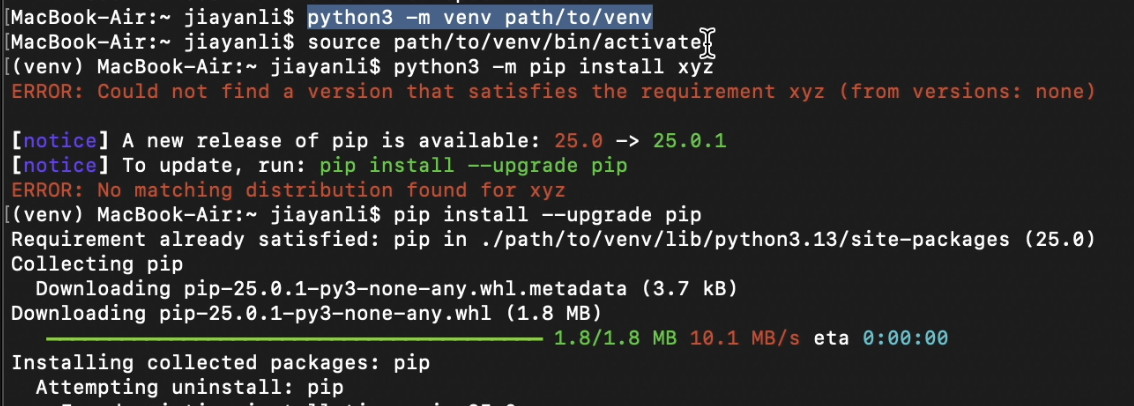 [MacBook-Air:~ jiayanli$ python3 -m venv path/to/venv
[MacBook-Air:~ jiayanli$ source path/to/venv/bin/activate
[(venv) MacBook-Air:~ jiayanli$ python3 -m pip install xyz
ERROR: Could not find a version that satisfies the requirement xyz (from versions: none)
[notice] A new release of pip is available: 25.0 -> 25.0.1
[notice] To update, run: pip install --upgrade pip
ERROR: No matching distribution found for xyz
[(venv) MacBook-Air:~ jiayanli$ pip install --upgrade pip
Requirement already satisfied: pip in ./path/to/venv/lib/python3.13/site-packages (25.0)
Collecting pip
  Downloading pip-25.0.1-py3-none-any.whl.metadata (3.7 kB)
Downloading pip-25.0.1-py3-none-any.whl (1.8 MB)
1.8/1.8 MB 10.1 MB/s eta 0:00:00
Installing collected packages: pip
  Attempting uninstall: pip